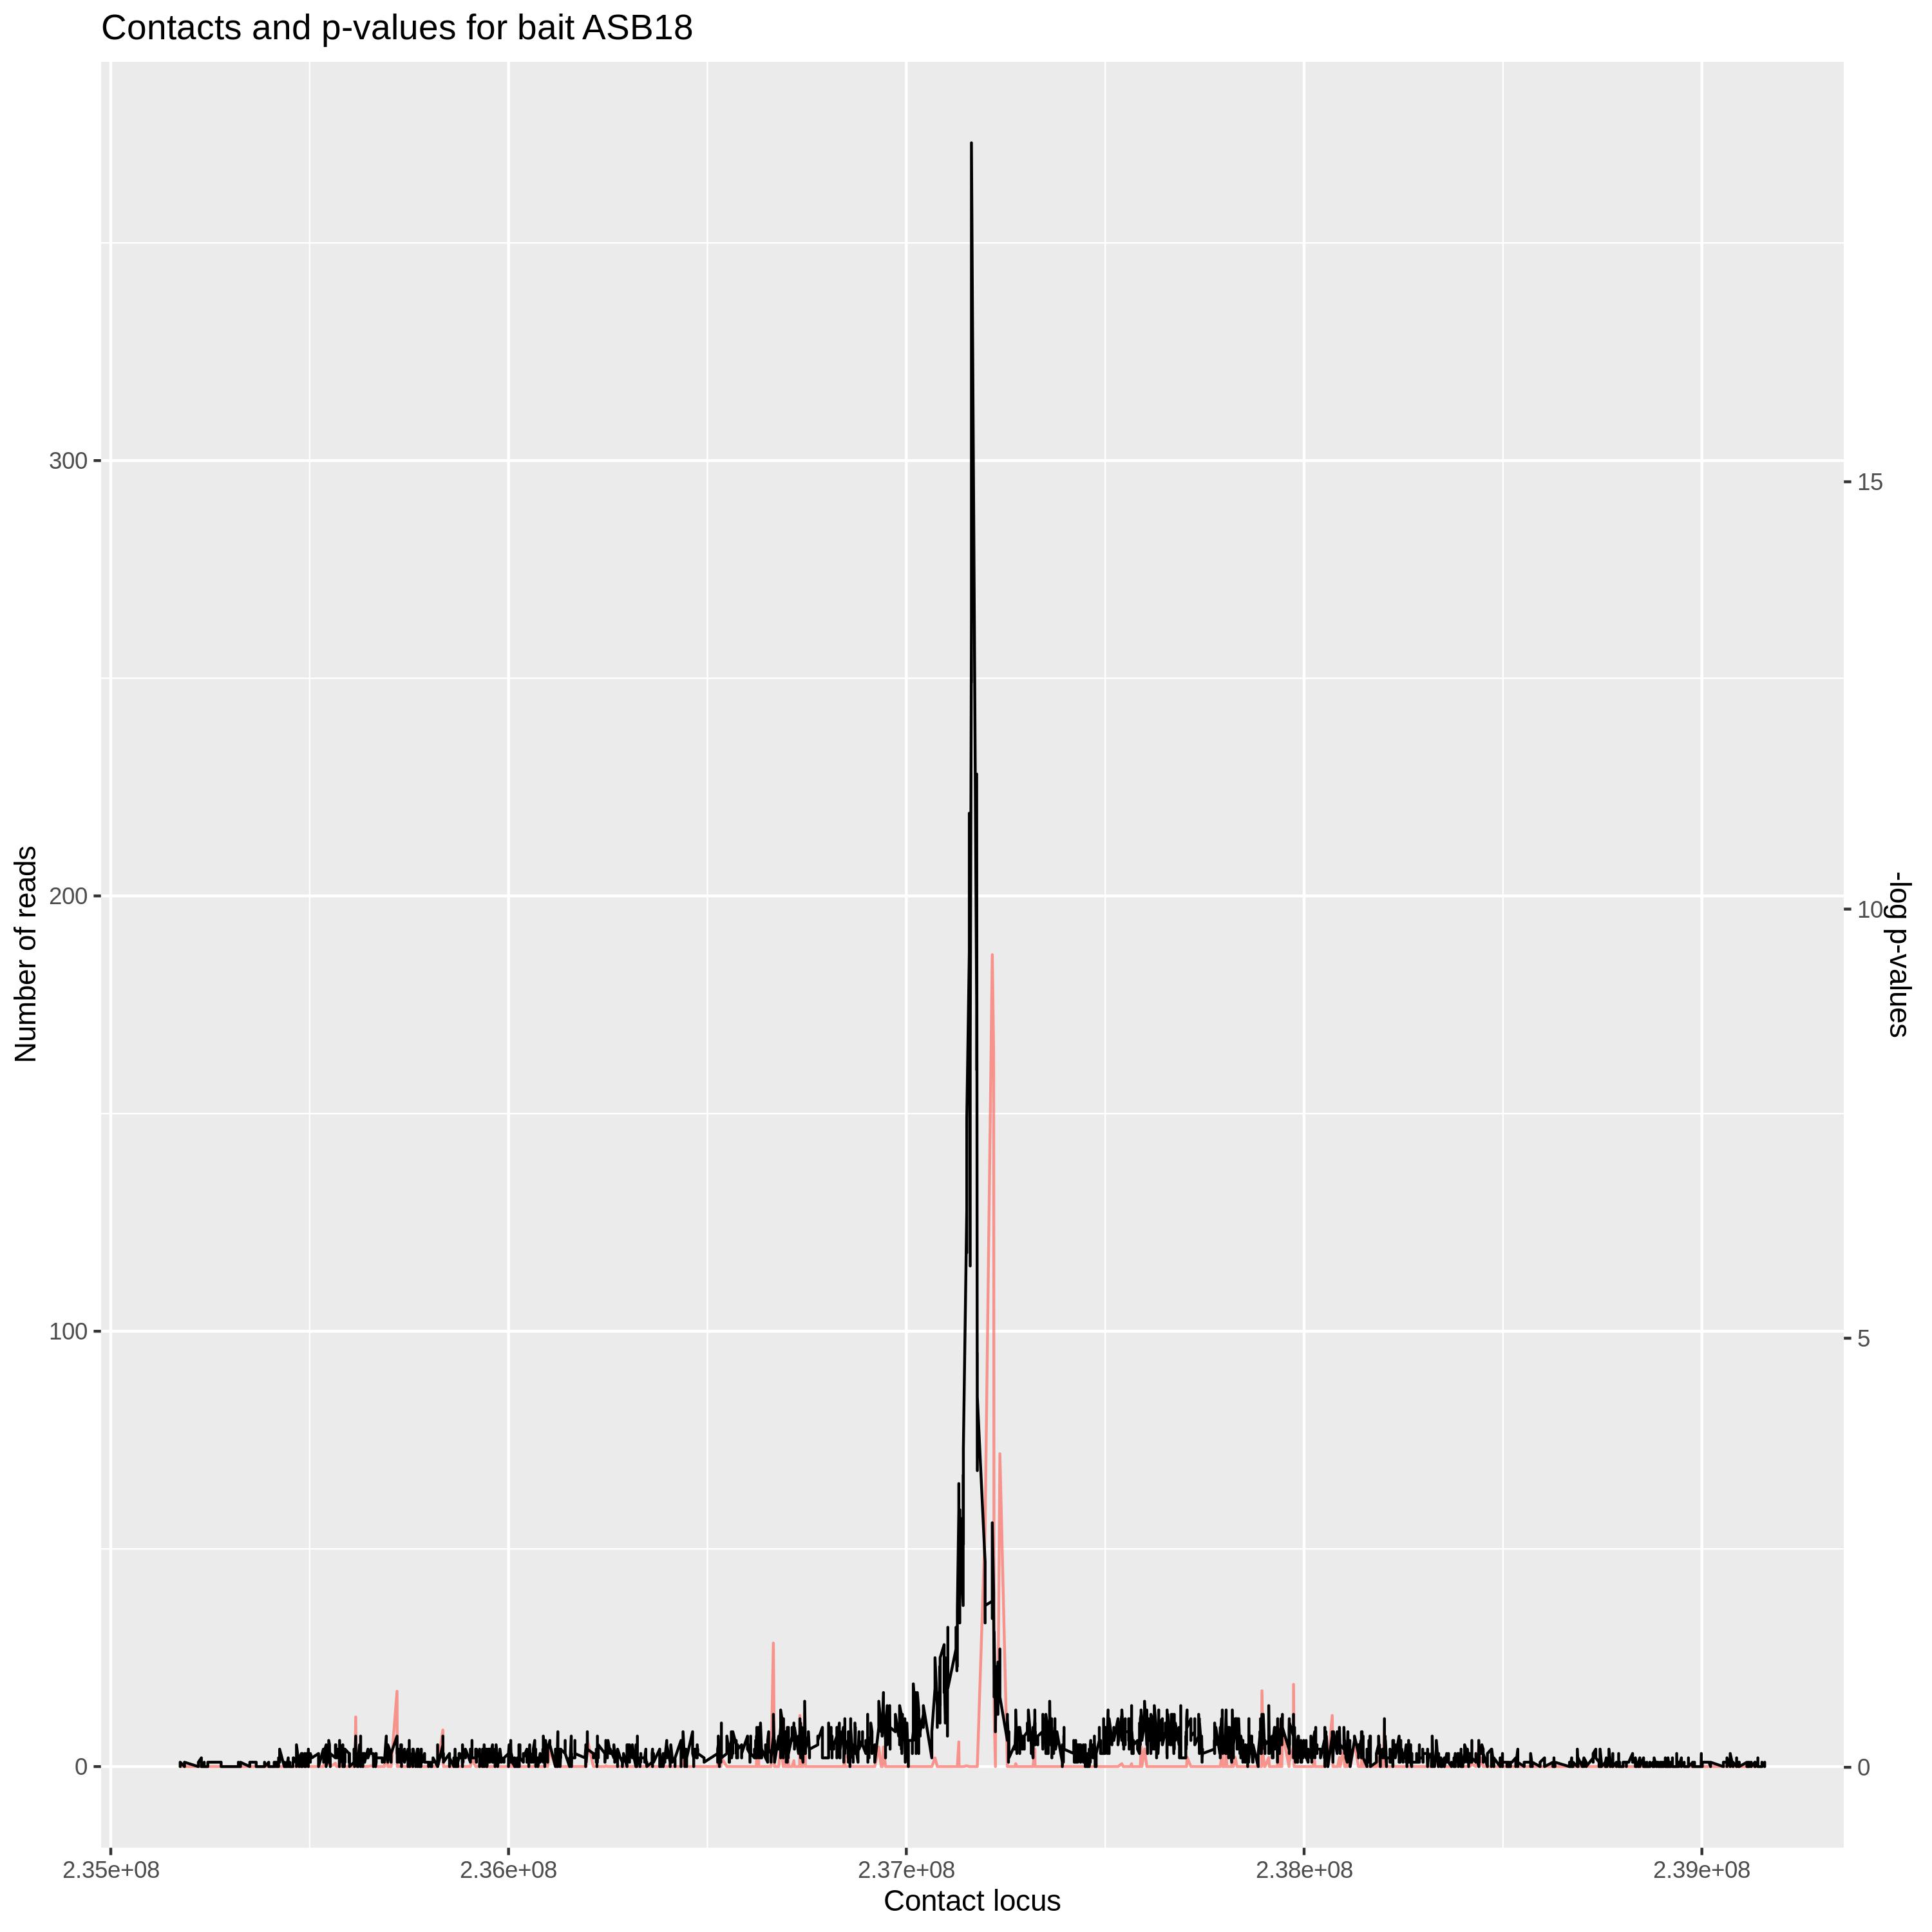 Contacts and p-values for bait ASB18
Number of reads
300
200
100
0
15
10
5
0
-log p-values
2.35e+08
2.36e+08
2.37e+08
2.38e+08
2.39e+08
Contact locus